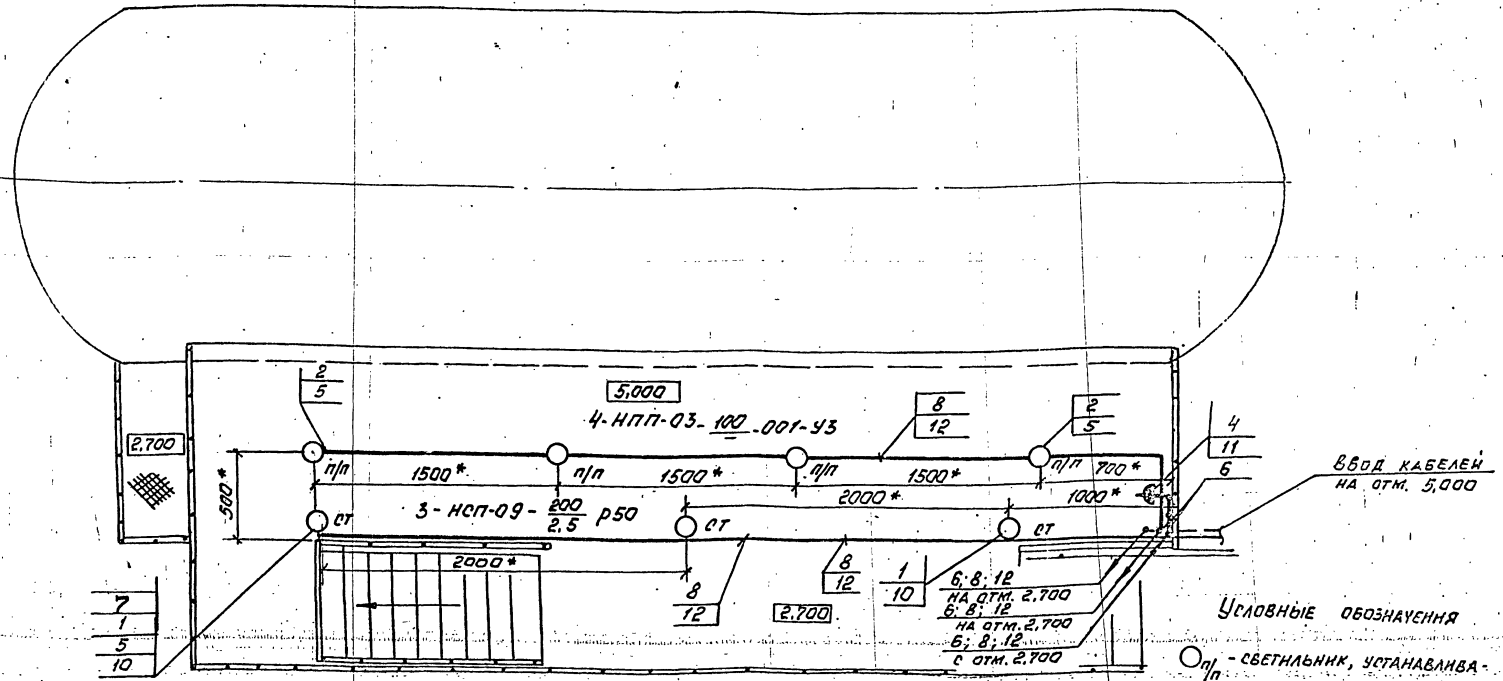 2
5
5,000
4-НПП-03-100-001-У3
8
12
2
5
4
11
6
2,700
п/п
п/п
п/п
п/п
1500*
1500*
1500*
700*
ВВОД КАБЕЛЕЙ
НА ОТМ. 5,000
500*
2000*
1000*
3-НСП-09-200/2,5 р50
СТ
СТ
СТ
2000*
8
12
8
12
1
10
2,700
6; 8; 12
НА ОТМ. 2,700
6; 8; 12
НА ОТМ. 2,700
6; 8; 12
С ОТМ. 2,700
7
1
5
10
УСЛОВНЫЕ ОБОЗНАЧЕНИЯ
п/п - СВЕТИЛЬНИК, УСТАНАВЛИВА-